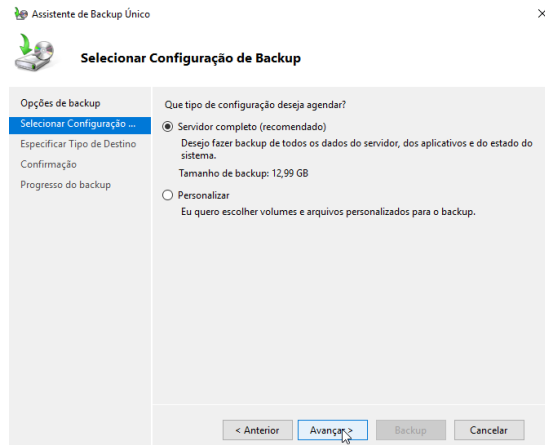 Assistente de Backup Único
Selecionar Configuração de Backup
Opções de backup
Selecionar Configuração ...
Especificar Tipo de Destino
Confirmação
Progresso do backup
Que tipo de configuração deseja agendar?
Servidor completo (recomendado)
Desejo fazer backup de todos os dados do servidor, dos aplicativos e do estado do
sistema.
Tamanho de backup: 12,99 GB
Personalizar
Eu quero escolher volumes e arquivos personalizados para o backup.
< Anterior
Avançar >
Backup
Cancelar